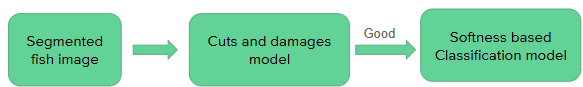 Segmented
fish image
Cuts and damages
model
Good
Softness based
Classification model